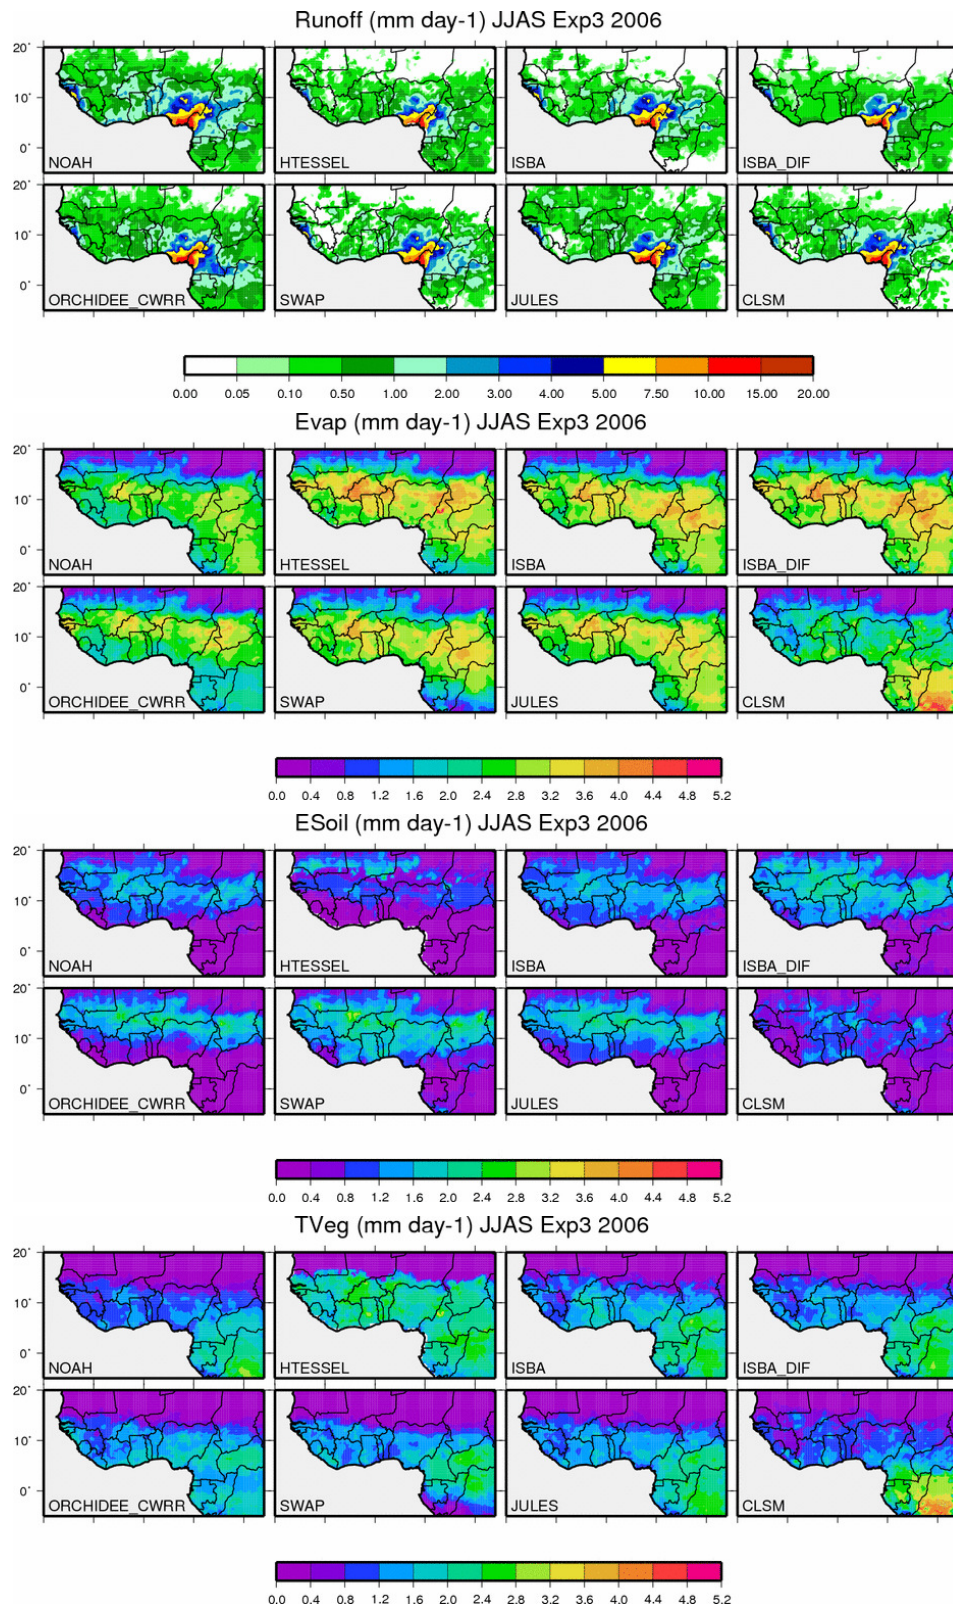 Runoff (mm day-1) JJAS Exp3 2006
20°
10°
0°
NOAH HTESSEL ISBA ISBA_DIF
20°
10°
0°
ORCHIDEE_CWRR SWAP JULES CLSM
0.00 0.05 0.10 0.50 1.00 2.00 3.00 4.00 5.00 7.50 10.00 15.00 20.00
Evap (mm day-1) JJAS Exp3 2006
20°
10°
0°
NOAH HTESSEL ISBA ISBA_DIF
20°
10°
0°
ORCHIDEE_CWRR SWAP JULES CLSM
0.0 0.4 0.8 1.2 1.6 2.0 2.4 2.8 3.2 3.6 4.0 4.4 4.8 5.2
ESoil (mm day-1) JJAS Exp3 2006
20°
10°
0°
NOAH HTESSEL ISBA ISBA_DIF
20°
10°
0°
ORCHIDEE_CWRR SWAP JULES CLSM
0.0 0.4 0.8 1.2 1.6 2.0 2.4 2.8 3.2 3.6 4.0 4.4 4.8 5.2
TVeg (mm day-1) JJAS Exp3 2006
20°
10°
0°
NOAH HTESSEL ISBA ISBA_DIF
20°
10°
0°
ORCHIDEE_CWRR SWAP JULES CLSM
0.0 0.4 0.8 1.2 1.6 2.0 2.4 2.8 3.2 3.6 4.0 4.4 4.8 5.2